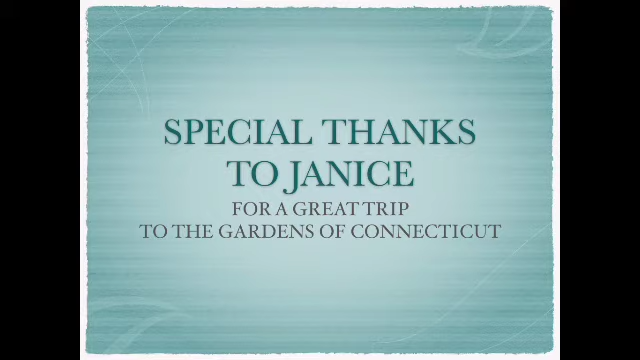 SPECIAL THANKS
TO JANICE
FOR A GREAT TRIP
TO THE GARDENS OF CONNECTICUT